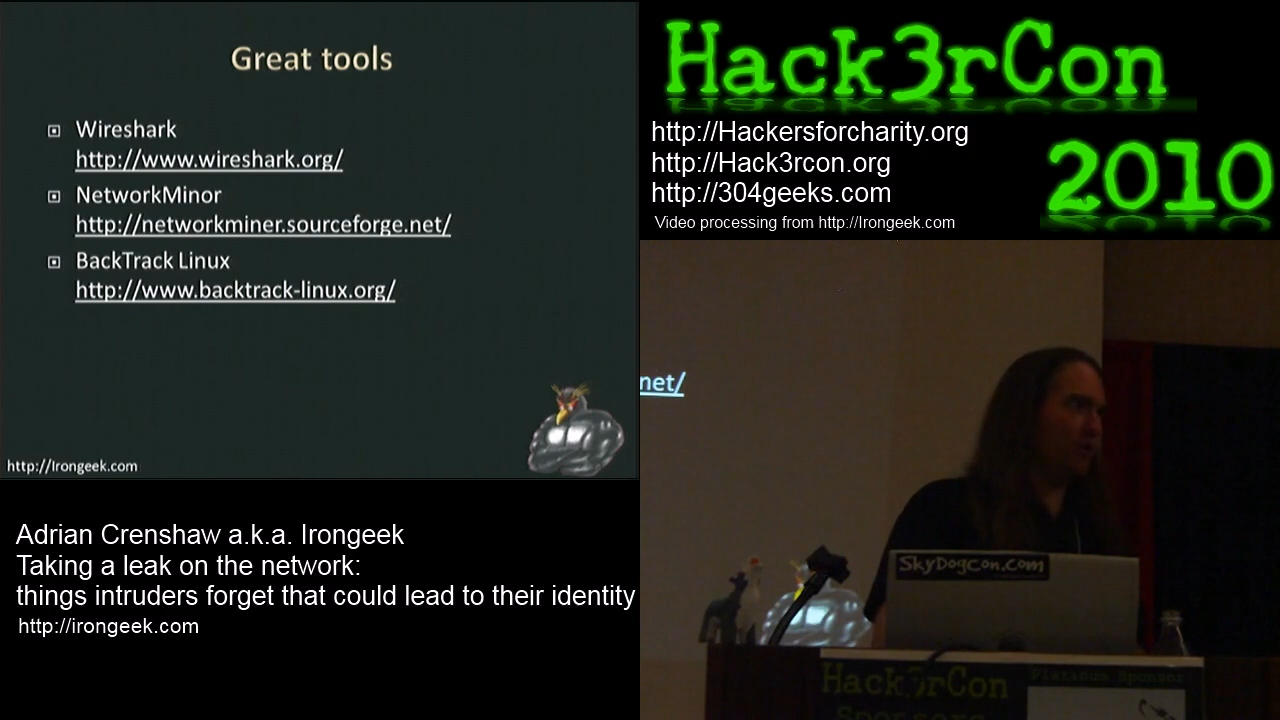 Great tools
Wireshark
http://www.wireshark.org/
NetworkMinor
http://networkminer.sourceforge.net/
BackTrack Linux
http://www.backtrack-linux.org/
http://Irongeek.com
Adrian Crenshaw a.k.a. Irongeek
Taking a leak on the network:
things intruders forget that could lead to their identity
http://irongeek.com
Hack3rCon
2010
http://Hackersforcharity.org
http://Hack3rcon.org
http://304geeks.com
Video processing from http://Irongeek.com
net/
SkyDogCon.com
Hack3rCon
Sponsors
Platinum Sponsor